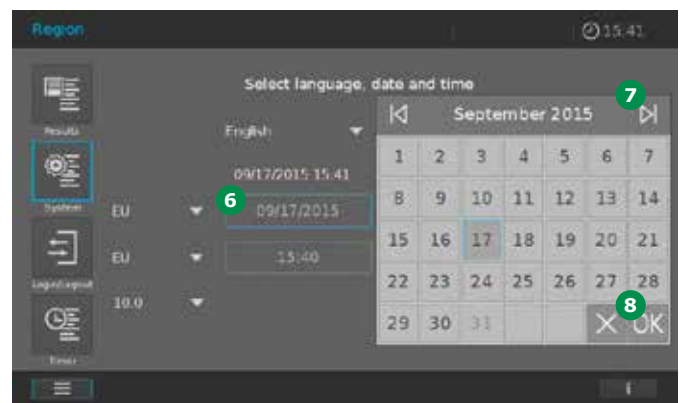 Region
15:41
Select language, date and time
7
September 2015
Results
English
1 2 3 4 5 6 7
09/17/2015 15:41
System
EU
6
09/17/2015
8 9 10 11 12 13 14
EU
15:40
15 16 17 18 19 20 21
Login/Logout
10.0
22 23 24 25 26 27 28
8
29 30 31
OK
Timer
i